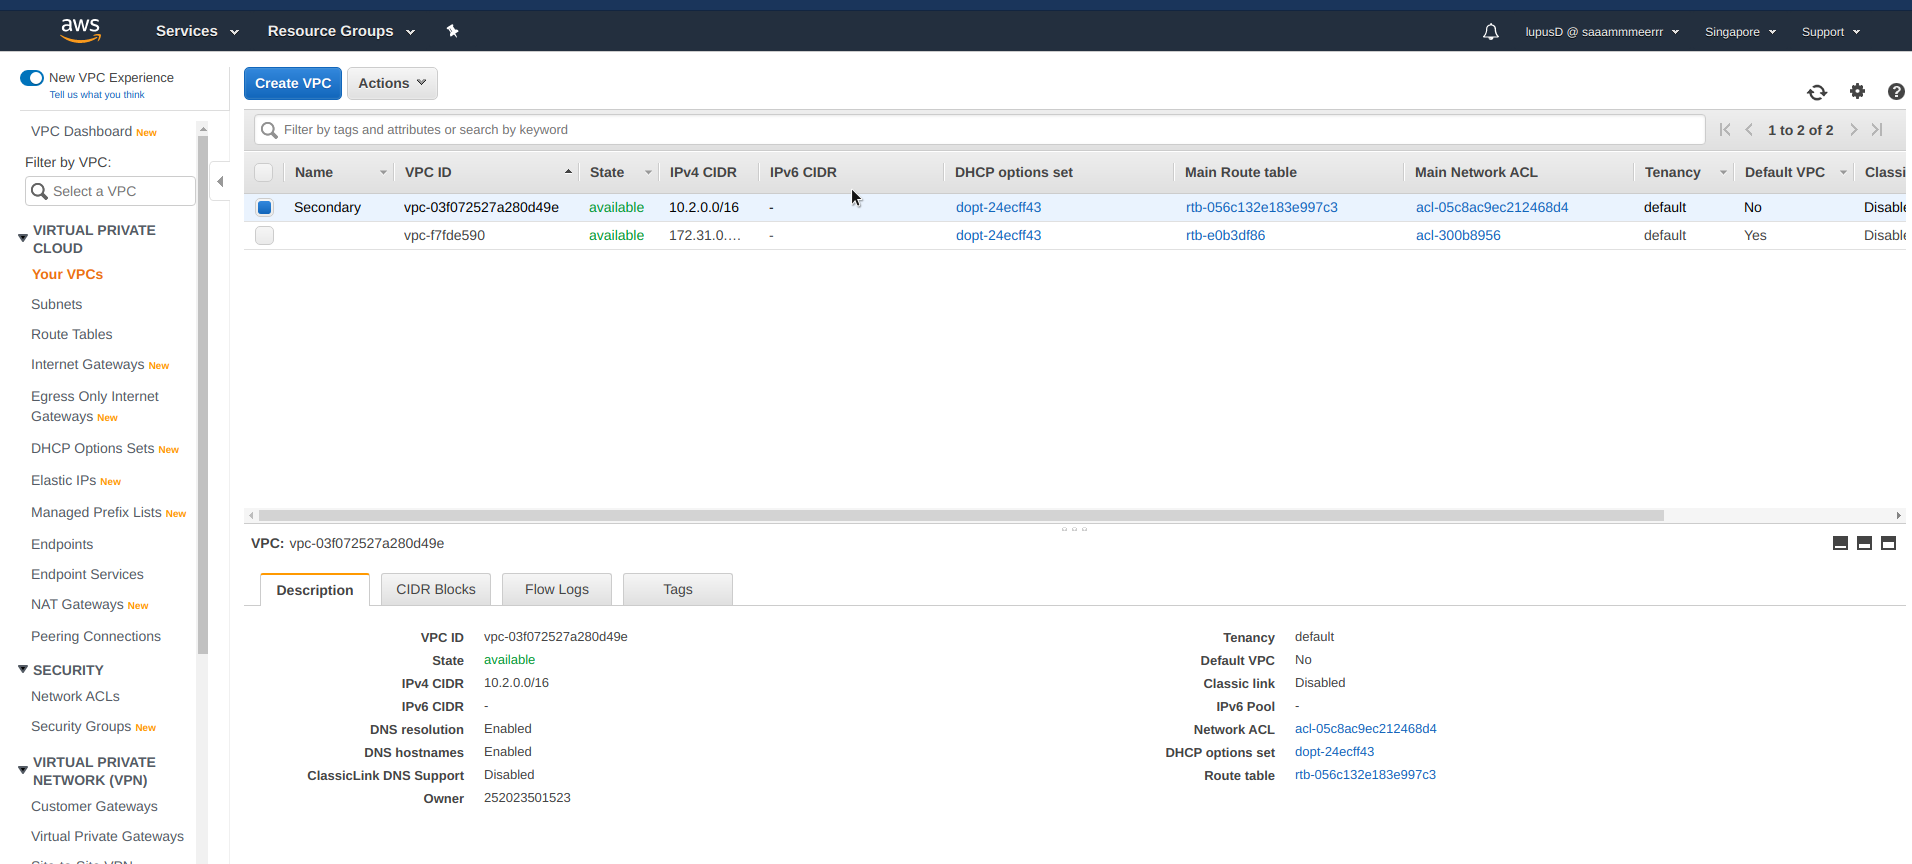 aws Services Resource Groups lupusD @ saaammmeerrr Singapore Support
New VPC Experience
Tell us what you think
VPC Dashboard New
Filter by VPC:
Select a VPC
VIRTUAL PRIVATE
CLOUD
Your VPCs
Subnets
Route Tables
Internet Gateways New
Egress Only Internet
Gateways New
DHCP Options Sets New
Elastic IPs New
Managed Prefix Lists New
Endpoints
Endpoint Services
NAT Gateways New
Peering Connections
SECURITY
Network ACLs
Security Groups New
VIRTUAL PRIVATE
NETWORK (VPN)
Customer Gateways
Virtual Private Gateways
Create VPC Actions
Filter by tags and attributes or search by keyword 1 to 2 of 2
Name VPC ID State IPv4 CIDR IPv6 CIDR DHCP options set Main Route table Main Network ACL Tenancy Default VPC Classi
Secondary vpc-03f072527a280d49e available 10.2.0.0/16 - dopt-24ecff43 rtb-056c132e183e997c3 acl-05c8ac9ec212468d4 default No Disable
vpc-f7fde590 available 172.31.0.… - dopt-24ecff43 rtb-e0b3df86 acl-300b8956 default Yes Disable
VPC: vpc-03f072527a280d49e
Description CIDR Blocks Flow Logs Tags
VPC ID vpc-03f072527a280d49e
State available
IPv4 CIDR 10.2.0.0/16
IPv6 CIDR -
DNS resolution Enabled
DNS hostnames Enabled
ClassicLink DNS Support Disabled
Owner 252023501523
Tenancy default
Default VPC No
Classic link Disabled
IPv6 Pool -
Network ACL acl-05c8ac9ec212468d4
DHCP options set dopt-24ecff43
Route table rtb-056c132e183e997c3